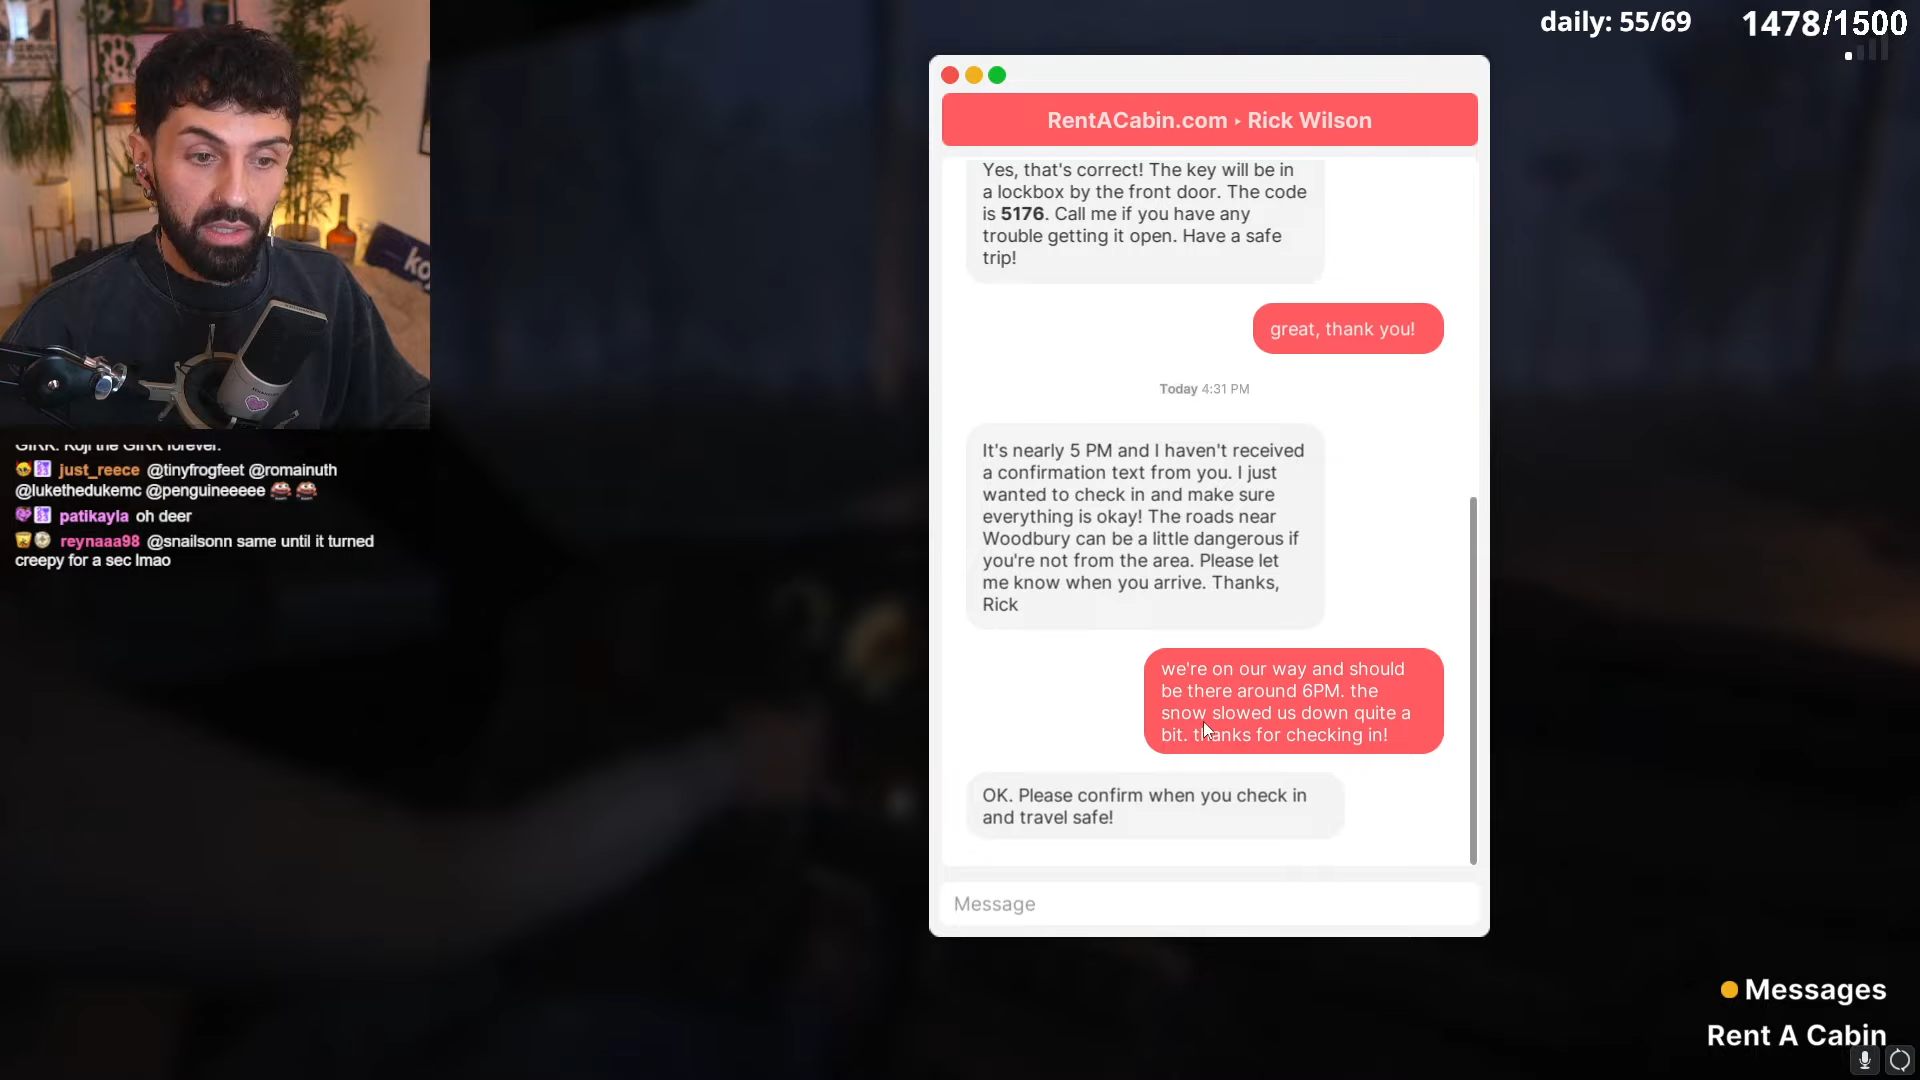 daily: 55/69
1478/1500
RentACabin.com ▸ Rick Wilson
Yes, that's correct! The key will be in
a lockbox by the front door. The code
is 5176. Call me if you have any
trouble getting it open. Have a safe
trip!
great, thank you!
Today 4:31 PM
It's nearly 5 PM and I haven't received
a confirmation text from you. I just
wanted to check in and make sure
everything is okay! The roads near
Woodbury can be a little dangerous if
you're not from the area. Please let
me know when you arrive. Thanks,
Rick
we're on our way and should
be there around 6PM. the
snow slowed us down quite a
bit. thanks for checking in!
OK. Please confirm when you check in
and travel safe!
Message
Messages
Rent A Cabin
GIRK. Koji the GIRK forever.
just_reece @tinyfrogfeet @romainuth
@lukethedukemc @penguineeeee
patikayla oh deer
reynaaa98 @snailsonn same until it turned
creepy for a sec lmao